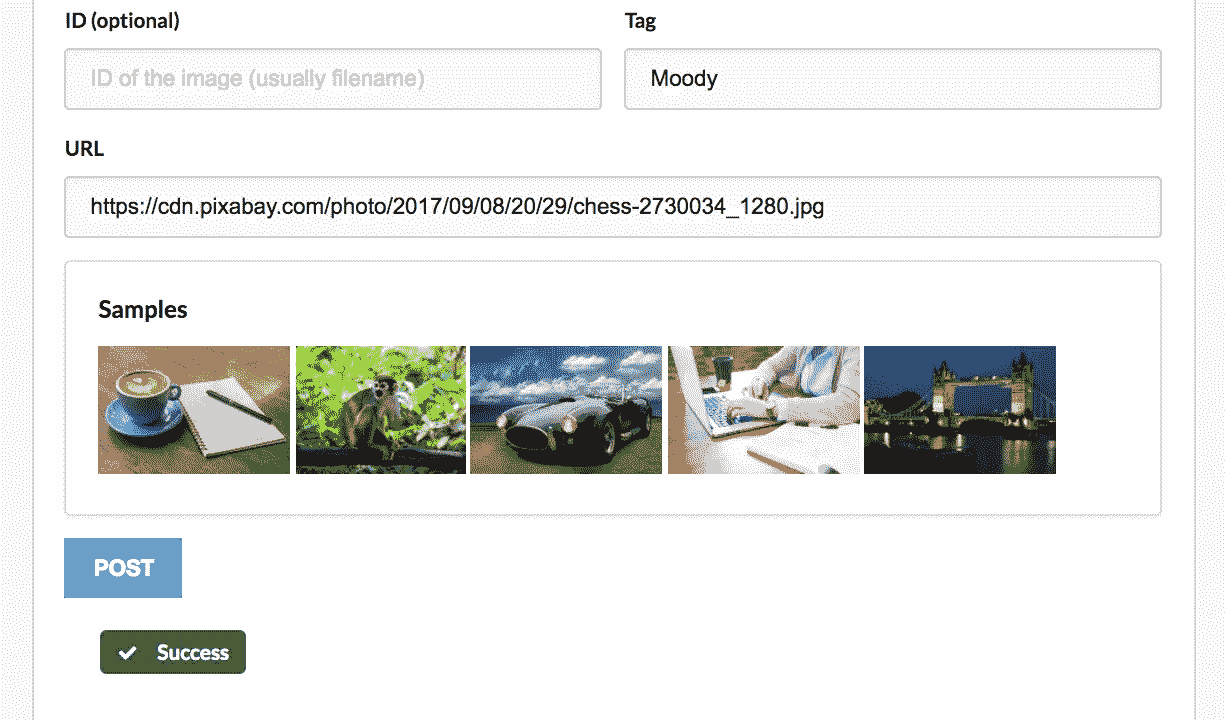 ID (optional) Tag
ID of the image (usually filename) Moody
URL
https://cdn.pixabay.com/photo/2017/09/08/20/29/chess-2730034_1280.jpg
Samples
POST
Success